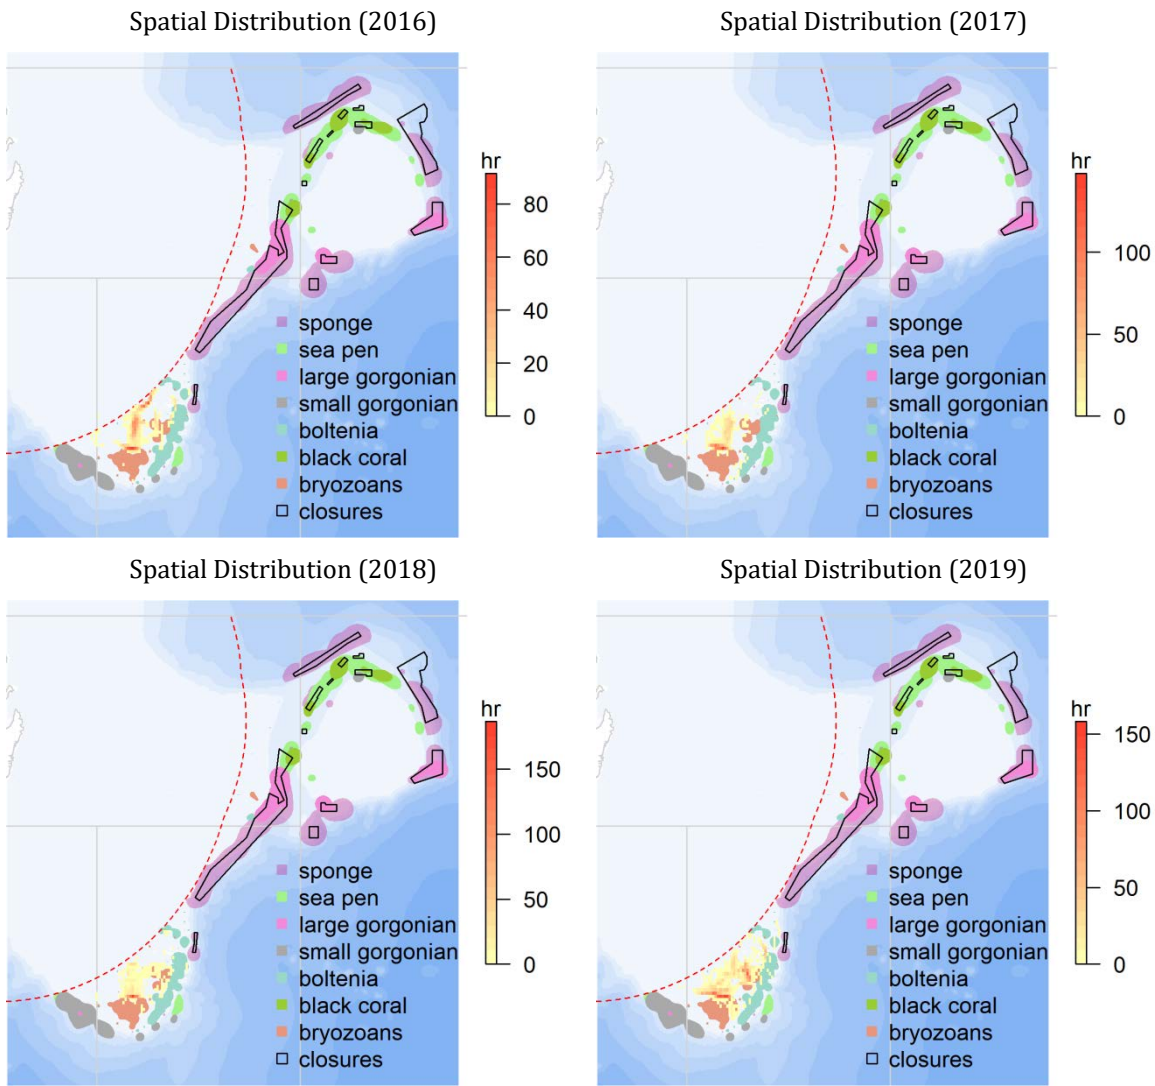 Spatial Distribution (2016)
hr
80
60
40
20
0
sponge
sea pen
large gorgonian
small gorgonian
boltenia
black coral
bryozoans
closures
Spatial Distribution (2017)
hr
100
50
0
sponge
sea pen
large gorgonian
small gorgonian
boltenia
black coral
bryozoans
closures
Spatial Distribution (2018)
hr
150
100
50
0
sponge
sea pen
large gorgonian
small gorgonian
boltenia
black coral
bryozoans
closures
Spatial Distribution (2019)
hr
150
100
50
0
sponge
sea pen
large gorgonian
small gorgonian
boltenia
black coral
bryozoans
closures